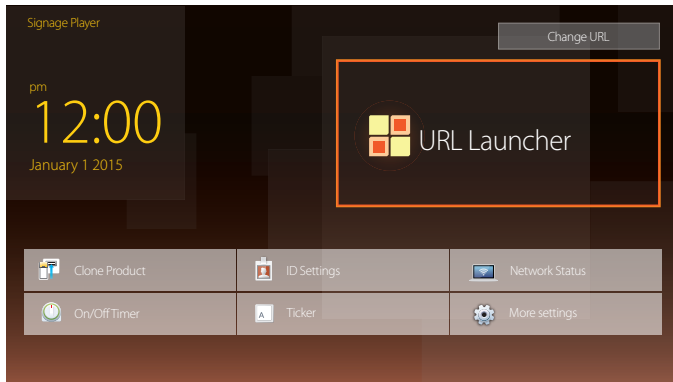 Signage Player
Change URL
pm
12:00
January 1 2015
URL Launcher
Clone Product
ID Settings
Network Status
On/Off Timer
A
Ticker
More settings